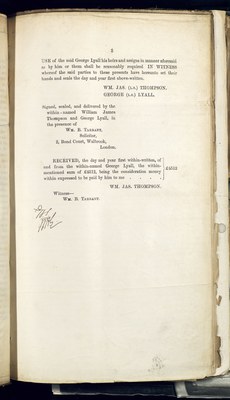 8
USE of the said George Lyall his heirs and assigns in manner aforesaid
as by him or them shall be reasonably required IN WITNESS
whereof the said parties to these presents have hereunto set their
hands and seals the day and year first above-written.
WM. JAS. (L.S.) THOMPSON.
GEORGE (L.S.) LYALL.
Signed, sealed, and delivered by the
within-named William James
Thompson and George Lyall, in
the presence of
WM. B. TARRANT,
Solicitor,
2, Bond Court, Walbrook,
London.
RECEIVED, the day and year first within-written, of
and from the within-named George Lyall, the within-
mentioned sum of
being the consideration money
within expressed to be paid by him to me
WM. JAS. THOMPSON.
Witness—
WM. B. TARRANT.